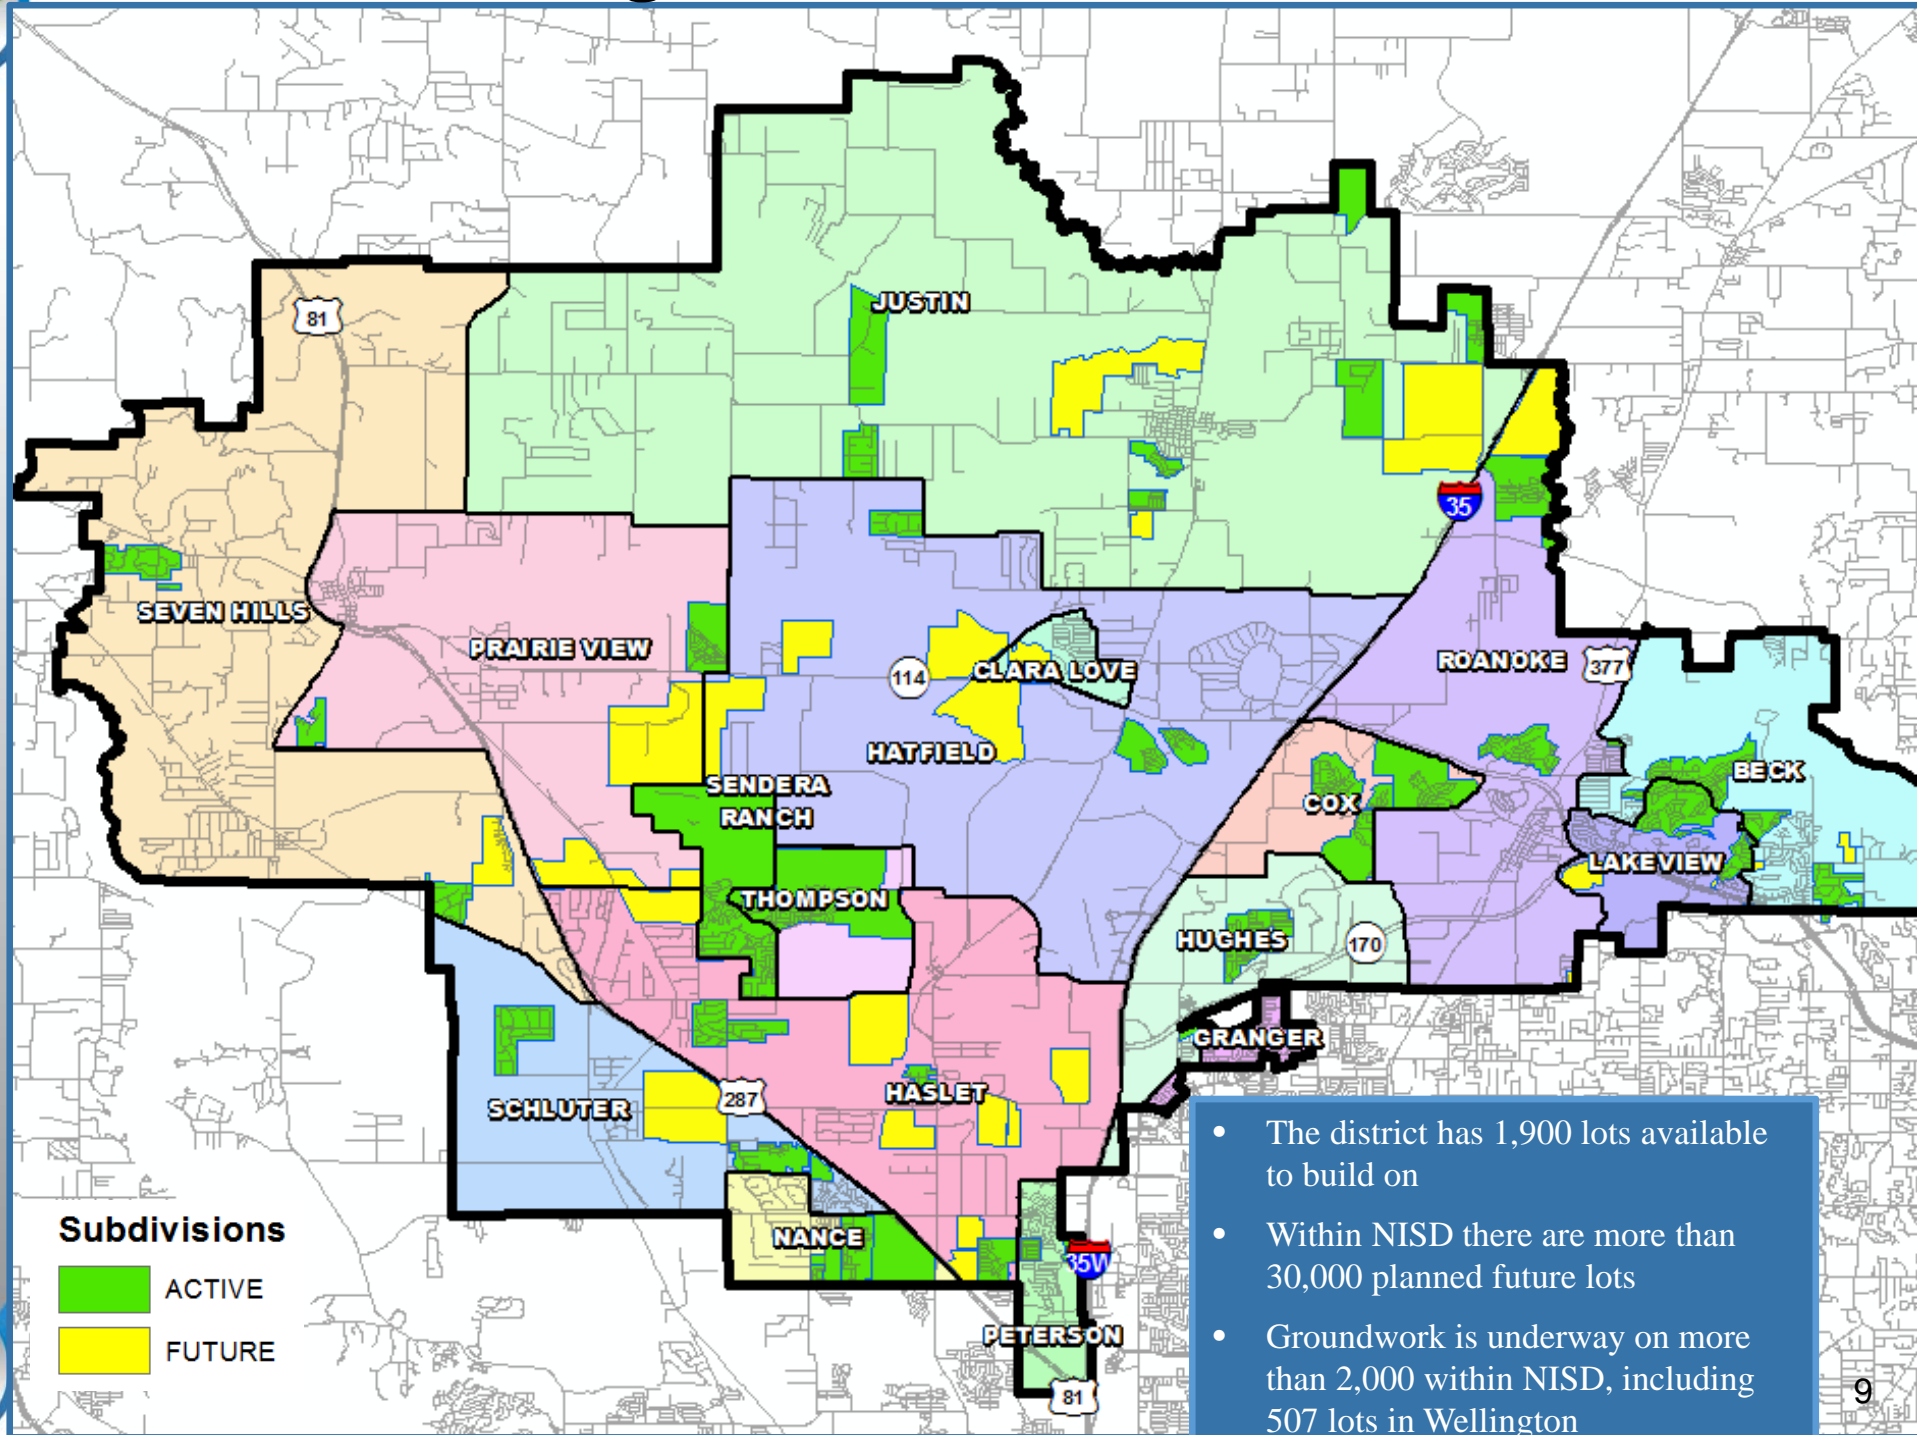 JUSTIN
81
35
SEVEN HILLS
PRAIRIE VIEW
114
CLARA LOVE
ROANOKE
377
HATFIELD
SENDERA
RANCH
COX
BECK
LAKEVIEW
THOMPSON
HUGHES
170
GRANGER
HASLET
SCHLUTER
287
NANCE
35W
PETERSON
81
Subdivisions
ACTIVE
FUTURE
• The district has 1,900 lots available
to build on
• Within NISD there are more than
30,000 planned future lots
• Groundwork is underway on more
than 2,000 within NISD, including
507 lots in Wellington
9